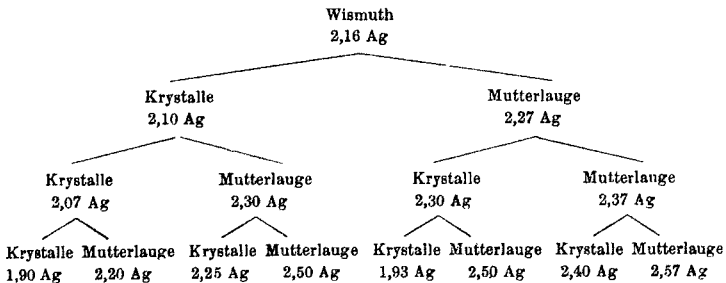 Wismuth
2,16 Ag
Krystalle Mutterlauge
2,10 Ag 2,27 Ag
Krystalle Mutterlauge Krystalle Mutterlauge
2,07 Ag 2,30 Ag 2,30 Ag 2,37 Ag
Krystalle Mutterlauge Krystalle Mutterlauge Krystalle Mutterlauge Krystalle Mutterlauge
1,90 Ag 2,20 Ag 2,25 Ag 2,50 Ag 1,93 Ag 2,50 Ag 2,40 Ag 2,57 Ag